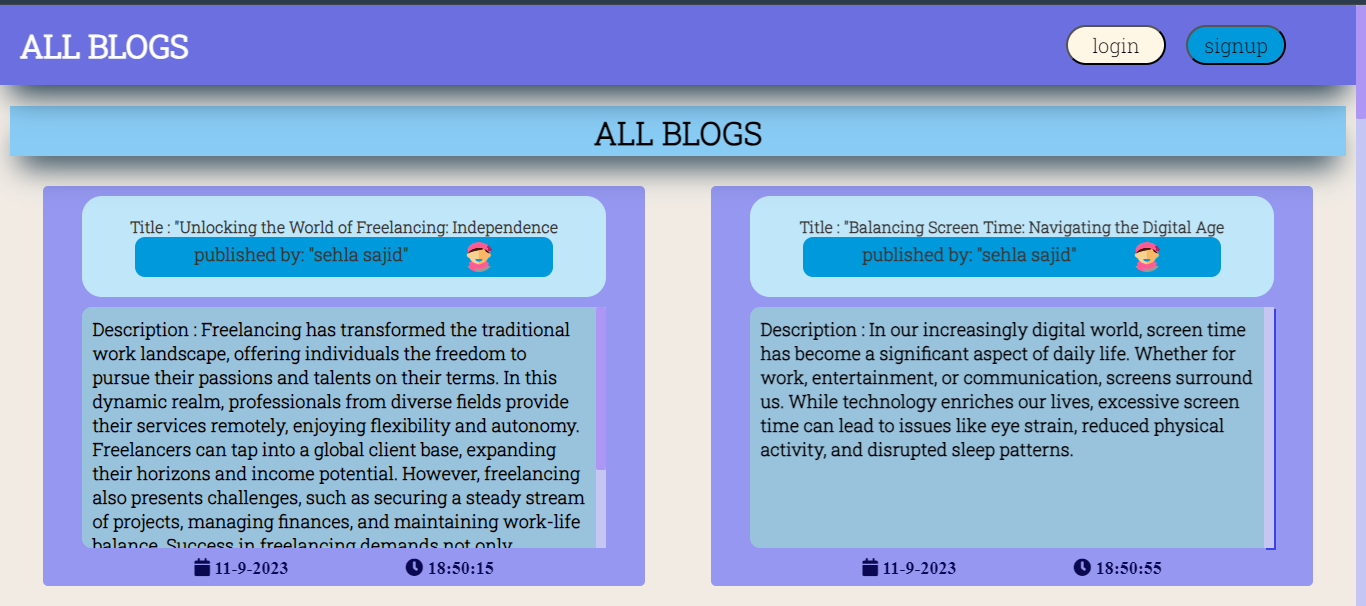 ALL BLOGS
login
signup
ALL BLOGS
Title : "Unlocking the World of Freelancing: Independence
published by: "sehla sajid"
Description : Freelancing has transformed the traditional
work landscape, offering individuals the freedom to
pursue their passions and talents on their terms. In this
dynamic realm, professionals from diverse fields provide
their services remotely, enjoying flexibility and autonomy.
Freelancers can tap into a global client base, expanding
their horizons and income potential. However, freelancing
also presents challenges, such as securing a steady stream
of projects, managing finances, and maintaining work-life
balance. Success in freelancing demands not only
11-9-2023
18:50:15
Title : "Balancing Screen Time: Navigating the Digital Age
published by: "sehla sajid"
Description : In our increasingly digital world, screen time
has become a significant aspect of daily life. Whether for
work, entertainment, or communication, screens surround
us. While technology enriches our lives, excessive screen
time can lead to issues like eye strain, reduced physical
activity, and disrupted sleep patterns.
11-9-2023
18:50:55